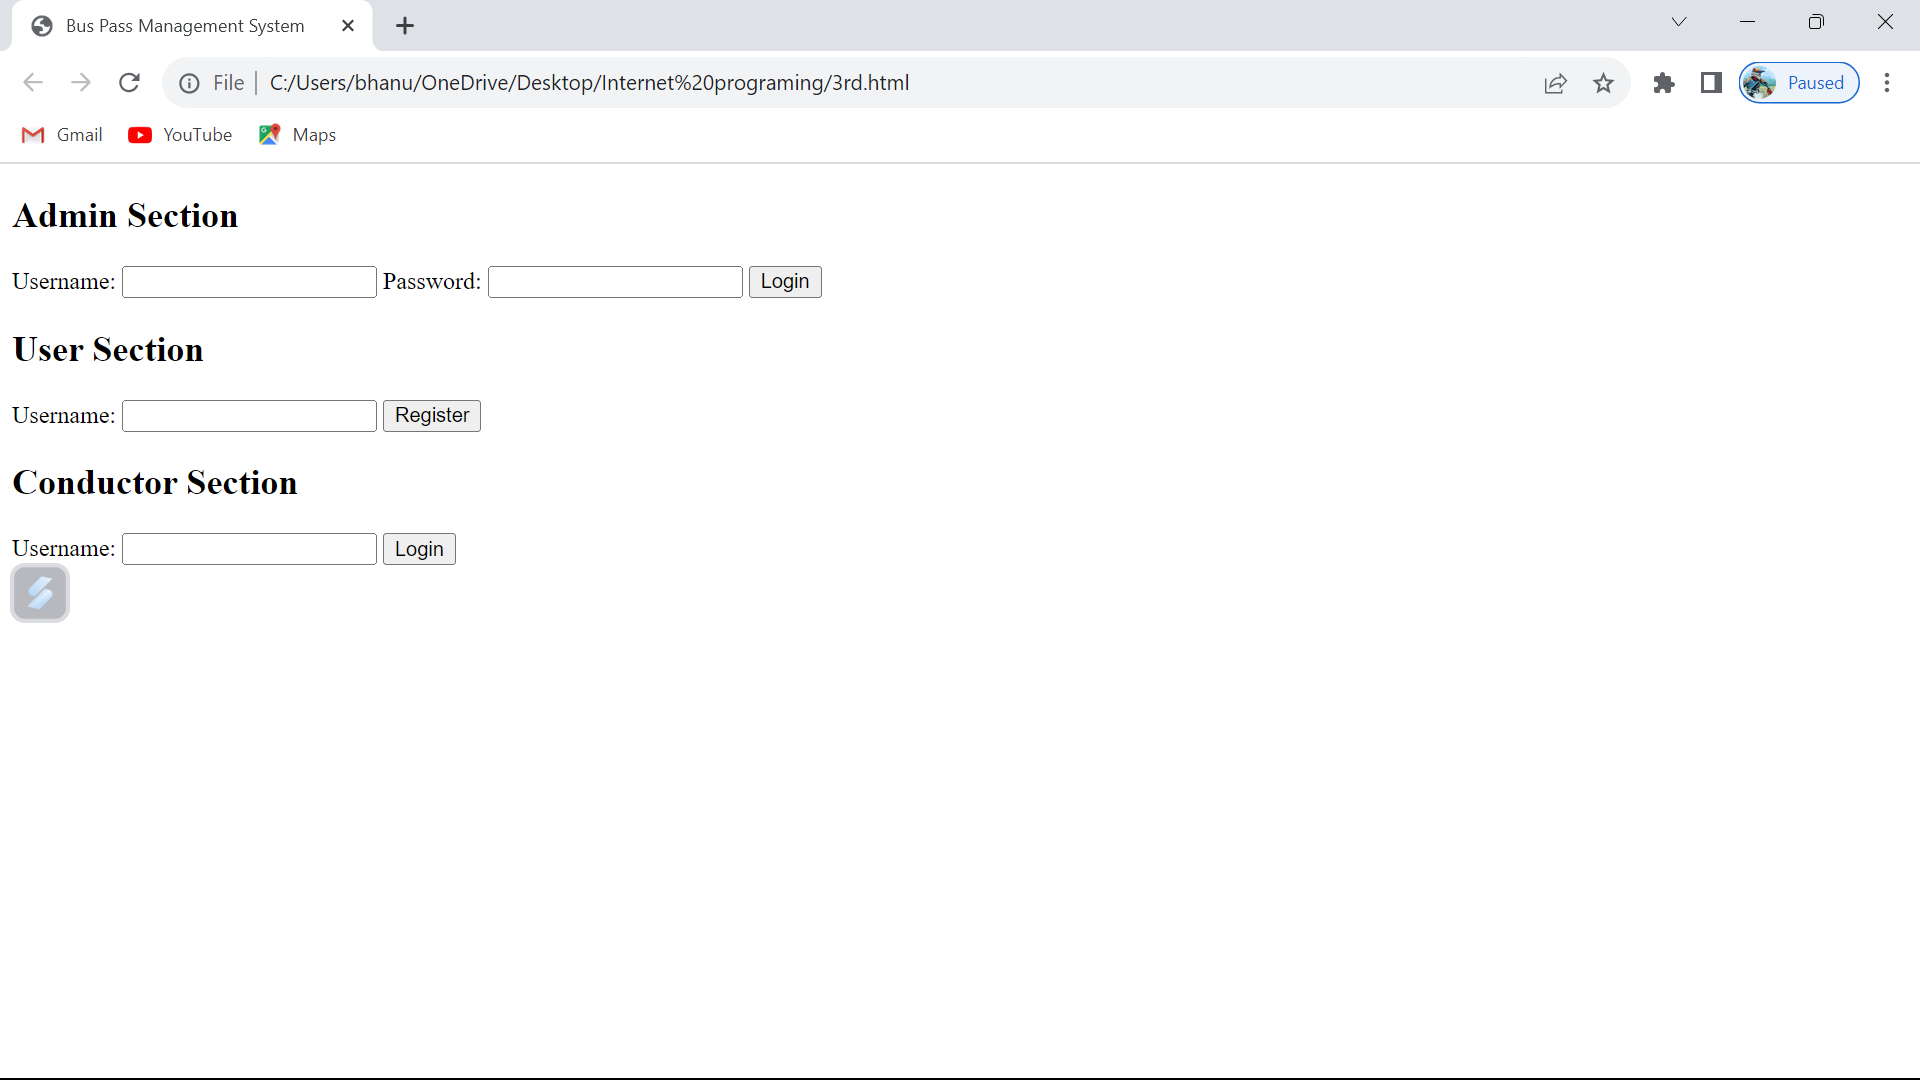 Bus Pass Management System
File C:/Users/bhanu/OneDrive/Desktop/Internet%20programing/3rd.html Paused
Gmail YouTube Maps
Admin Section
Username: Password: Login
User Section
Username: Register
Conductor Section
Username: Login